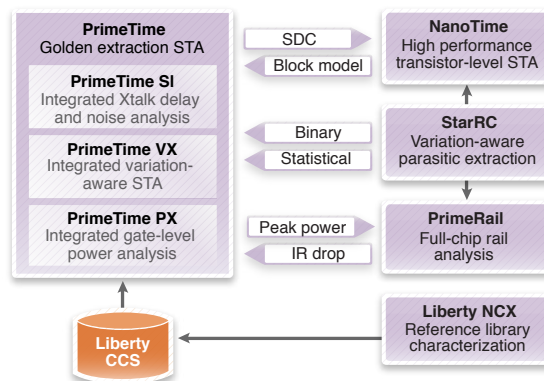 PrimeTime
Golden extraction STA
PrimeTime SI
Integrated Xtalk delay
and noise analysis
PrimeTime VX
Integrated variation-
aware STA
PrimeTime PX
Integrated gate-level
power analysis
SDC
Block model
Binary
Statistical
Peak power
IR drop
NanoTime
High performance
transistor-level STA
StarRC
Variation-aware
parasitic extraction
PrimeRail
Full-chip rail
analysis
Liberty NCX
Reference library
characterization
Liberty
CCS